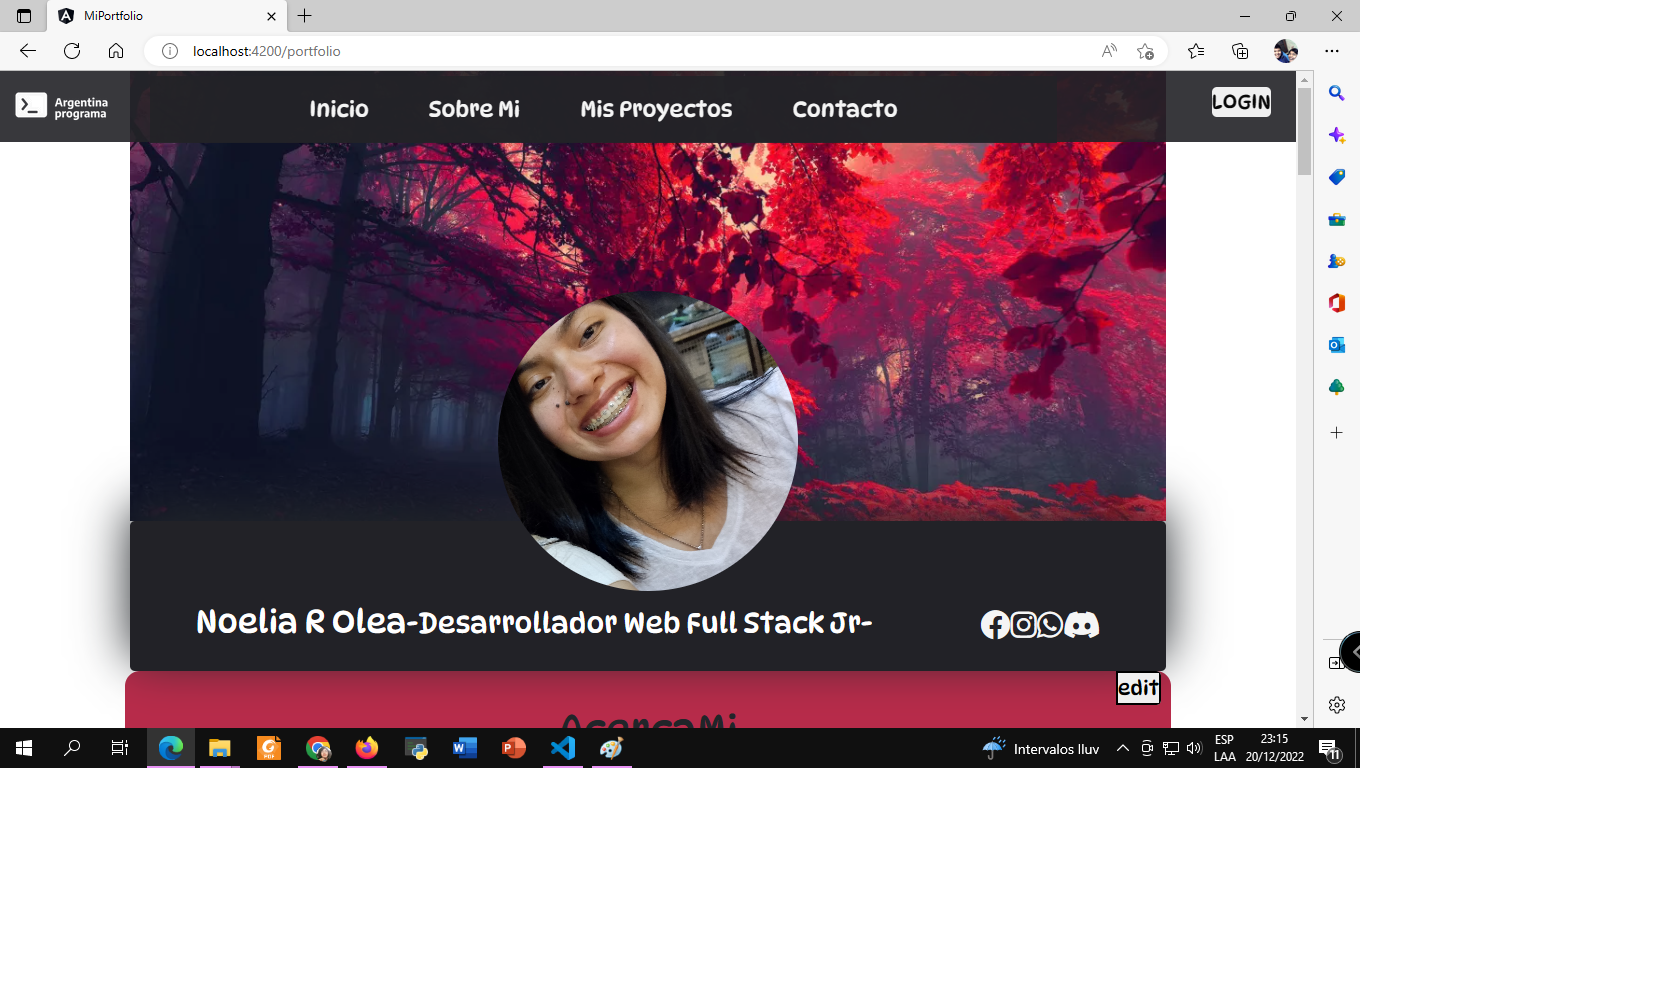 MiPortfolio
localhost:4200/portfolio
Argentina
programa
Inicio
Sobre Mi
Mis Proyectos
Contacto
LOGIN
Noelia R Olea-Desarrollador Web Full Stack Jr-
edit
AcercaMi
Intervalos lluv
ESP
LAA
23:15
20/12/2022
11